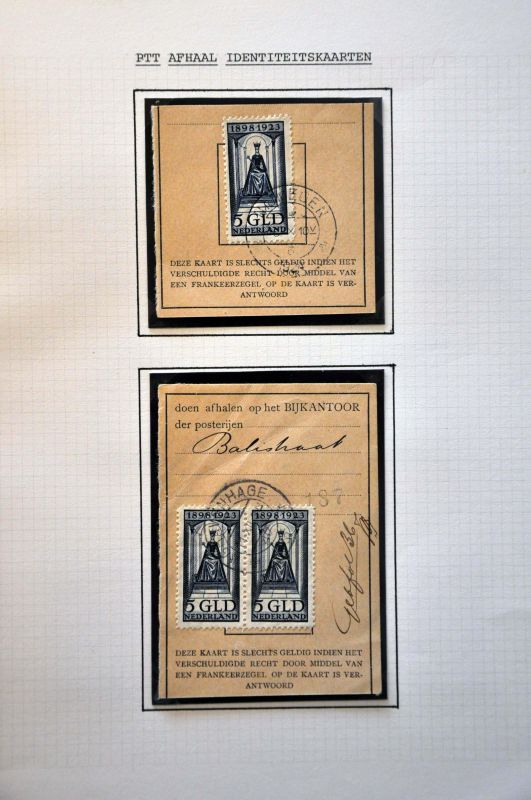 PTT AFHAAL IDENTITEITSKAARTEN
1898 1923
5 GLD
NEDERLAND
DEZE KAART IS SLECHTS GELDIG INDIEN HET
VERSCHULDIGDE RECHT DOOR MIDDEL VAN
EEN FRANKEERZEGEL OP DE KAART IS VER-
ANTWOORD
doen afhalen op het BIJKANTOOR
der posterijen
Balistraat
NHAGE
187
1898 1923 1898 1923
5 GLD 5 GLD
NEDERLAND NEDERLAND
DEZE KAART IS SLECHTS GELDIG INDIEN HET
VERSCHULDIGDE RECHT DOOR MIDDEL VAN
EEN FRANKEERZEGEL OP DE KAART IS VER-
ANTWOORD